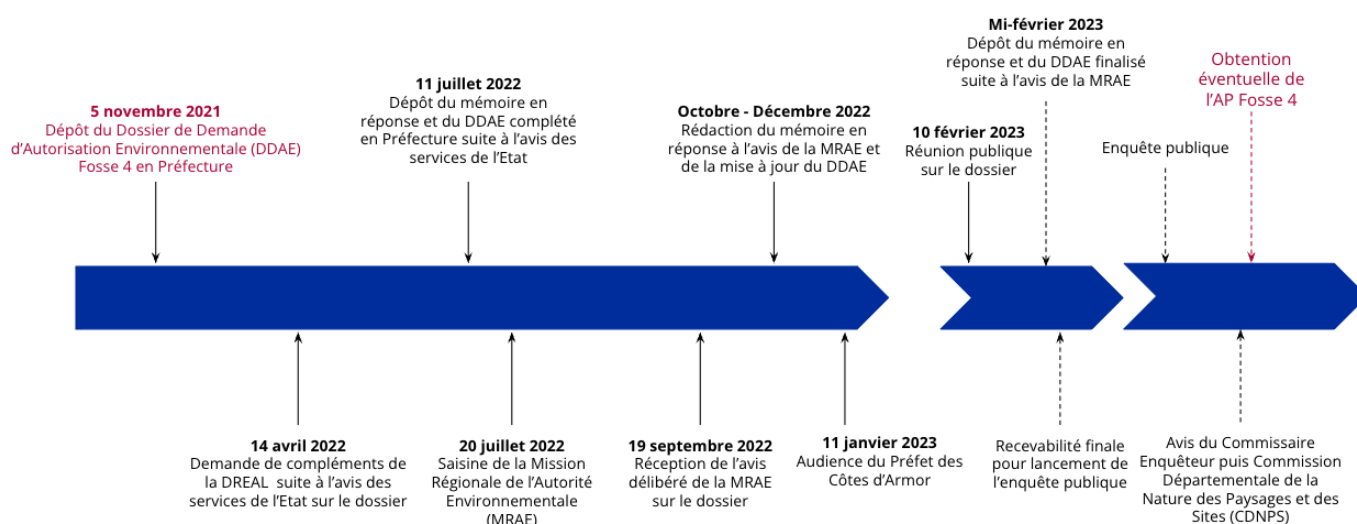 5 novembre 2021
Dépôt du Dossier de Demande
d'Autorisation Environnementale (DDAE)
Fosse 4 en Préfecture
11 juillet 2022
Dépôt du mémoire en
réponse et du DDAE complété
en Préfecture suite à l'avis des
services de l'Etat
Octobre - Décembre 2022
Rédaction du mémoire en
réponse à l'avis de la MRAE et
de la mise à jour du DDAE
10 février 2023
Réunion publique
sur le dossier
Mi-février 2023
Dépôt du mémoire en
réponse et du DDAE finalisé
suite à l'avis de la MRAE
Enquête publique
Obtention
éventuelle de
l'AP Fosse 4
14 avril 2022
Demande de compléments de
la DREAL suite à l'avis des
services de l'Etat sur le dossier
20 juillet 2022
Saisine de la Mission
Régionale de l'Autorité
Environnementale
(MRAE)
19 septembre 2022
Réception de l'avis
délibéré de la MRAE
sur le dossier
11 janvier 2023
Audience du Préfet des
Côtes d'Armor
Recevabilité finale
pour lancement de
l'enquête publique
Avis du Commissaire
Enquêteur puis Commission
Départementale de la
Nature des Paysages et des
Sites (CDNPS)